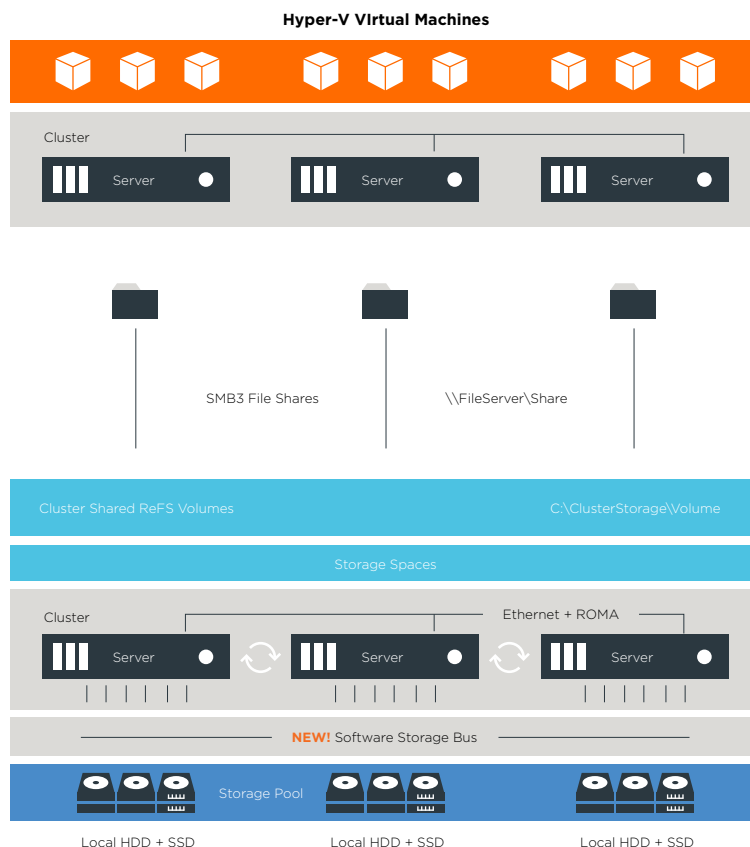 Hyper-V VIrtual Machines
Cluster
Server Server Server
SMB3 File Shares \\FileServer\Share
Cluster Shared ReFS Volumes C:\ClusterStorage\Volume
Storage Spaces
Cluster Ethernet + ROMA
Server Server Server
NEW! Software Storage Bus
Storage Pool
Local HDD + SSD Local HDD + SSD Local HDD + SSD